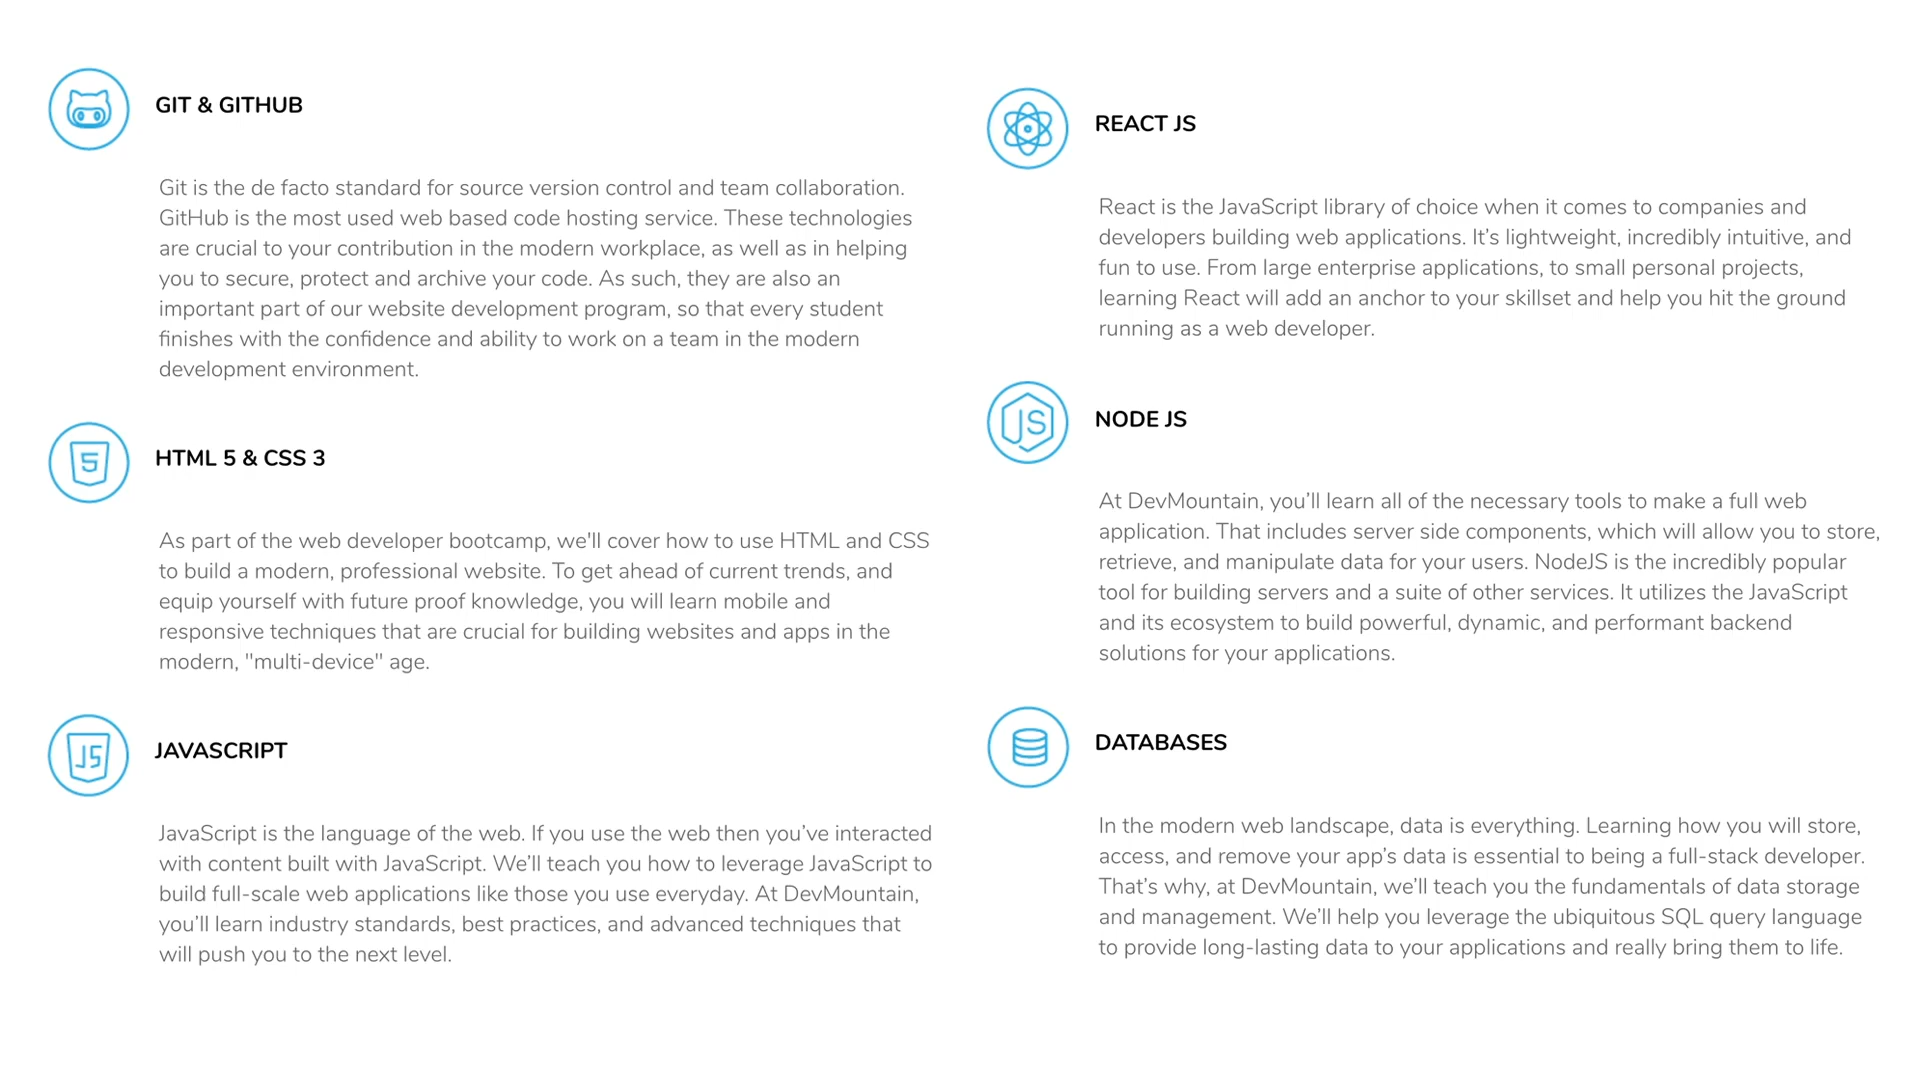 GIT & GITHUB
Git is the de facto standard for source version control and team collaboration.
GitHub is the most used web based code hosting service. These technologies
are crucial to your contribution in the modern workplace, as well as in helping
you to secure, protect and archive your code. As such, they are also an
important part of our website development program, so that every student
finishes with the confidence and ability to work on a team in the modern
development environment.
5
HTML 5 & CSS 3
As part of the web developer bootcamp, we'll cover how to use HTML and CSS
to build a modern, professional website. To get ahead of current trends, and
equip yourself with future proof knowledge, you will learn mobile and
responsive techniques that are crucial for building websites and apps in the
modern, "multi-device" age.
JS
JAVASCRIPT
JavaScript is the language of the web. If you use the web then you’ve interacted
with content built with JavaScript. We’ll teach you how to leverage JavaScript to
build full-scale web applications like those you use everyday. At DevMountain,
you’ll learn industry standards, best practices, and advanced techniques that
will push you to the next level.
REACT JS
React is the JavaScript library of choice when it comes to companies and
developers building web applications. It’s lightweight, incredibly intuitive, and
fun to use. From large enterprise applications, to small personal projects,
learning React will add an anchor to your skillset and help you hit the ground
running as a web developer.
JS
NODE JS
At DevMountain, you’ll learn all of the necessary tools to make a full web
application. That includes server side components, which will allow you to store,
retrieve, and manipulate data for your users. NodeJS is the incredibly popular
tool for building servers and a suite of other services. It utilizes the JavaScript
and its ecosystem to build powerful, dynamic, and performant backend
solutions for your applications.
DATABASES
In the modern web landscape, data is everything. Learning how you will store,
access, and remove your app’s data is essential to being a full-stack developer.
That’s why, at DevMountain, we’ll teach you the fundamentals of data storage
and management. We’ll help you leverage the ubiquitous SQL query language
to provide long-lasting data to your applications and really bring them to life.